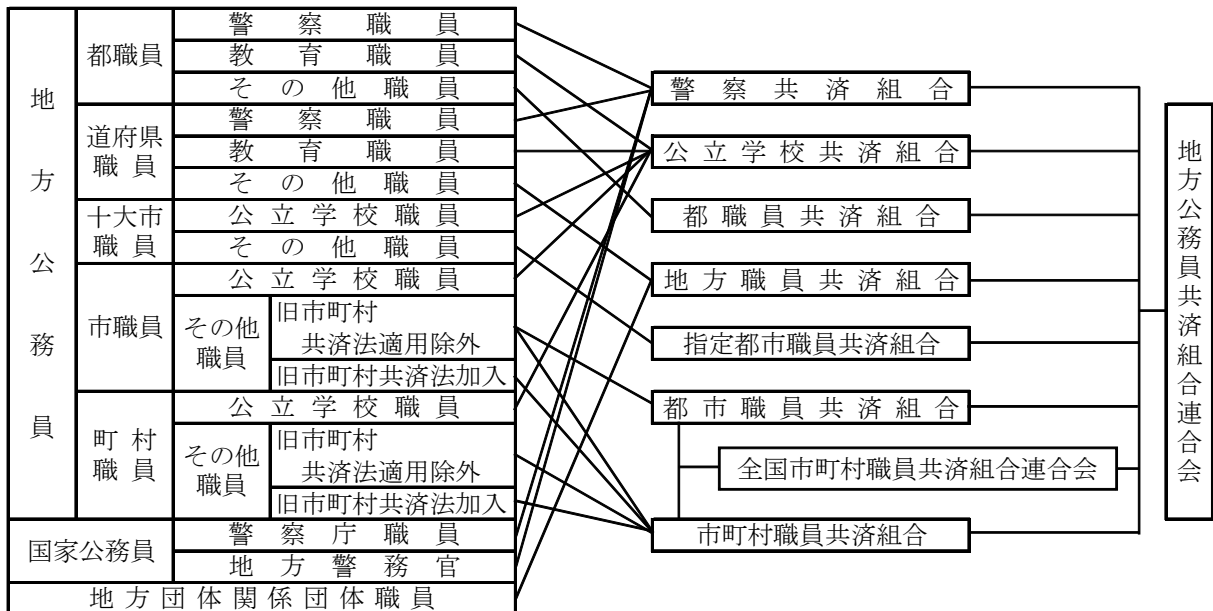 地方公務員
都職員
警察職員
教育職員
その他職員
道府県
職員
警察職員
教育職員
その他職員
十大市
職員
公立学校職員
その他職員
市職員
公立学校職員
その他
職員
旧市町村
共済法適用除外
旧市町村共済法加入
町村
職員
公立学校職員
その他
職員
旧市町村
共済法適用除外
旧市町村共済法加入
国家公務員
警察庁職員
地方警務官
地方団体関係団体職員
警察共済組合
公立学校共済組合
都職員共済組合
地方職員共済組合
指定都市職員共済組合
都市職員共済組合
全国市町村職員共済組合連合会
市町村職員共済組合
地方公務員共済組合連合会